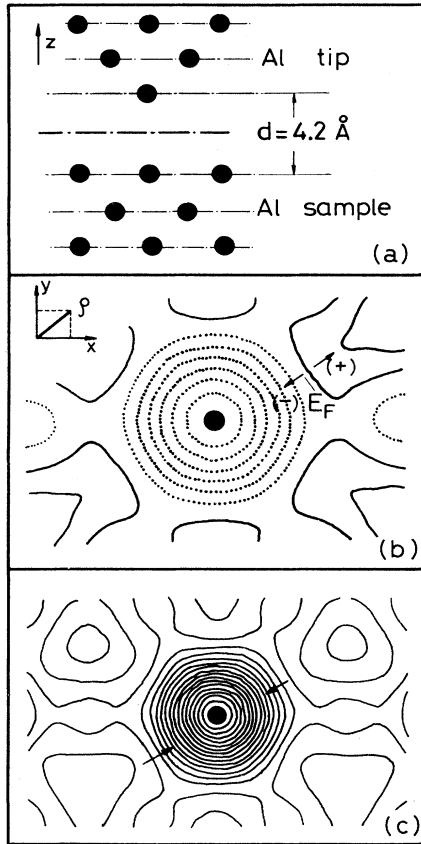 z
Al tip
d=4.2 Å
Al sample
(a)
y
ρ
x
(+)
(-) E_F
(b)
(c)